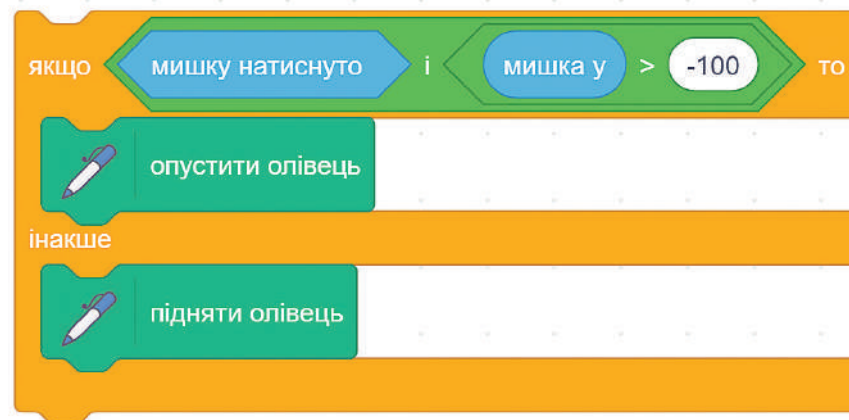 якщо мишку натиснуто і мишка y > -100 то
опустити олівець
інакше
підняти олівець